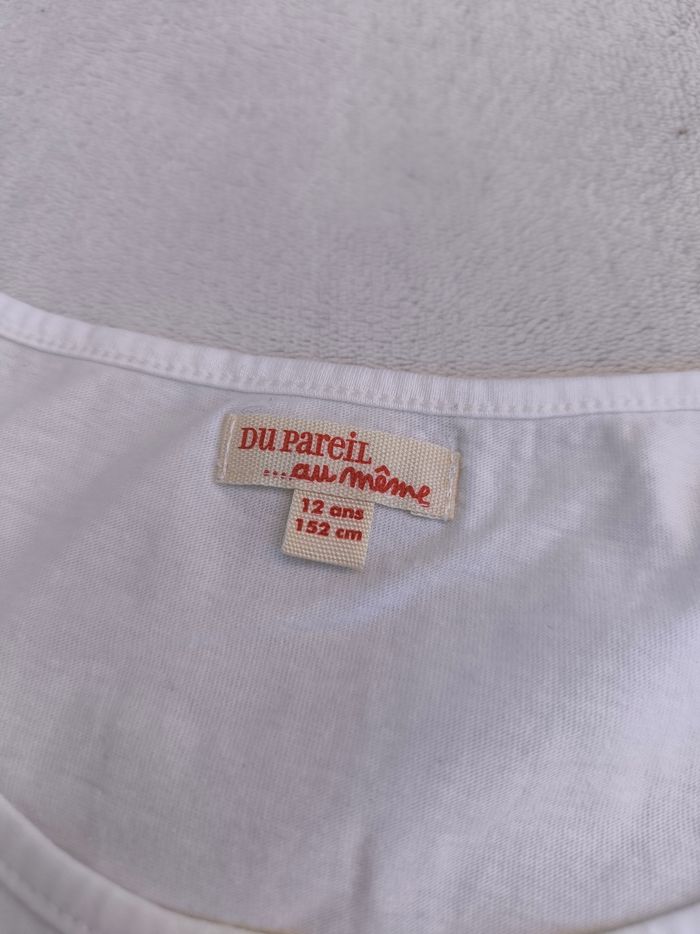 DU PAREIL
...au même
12 ans
152 cm